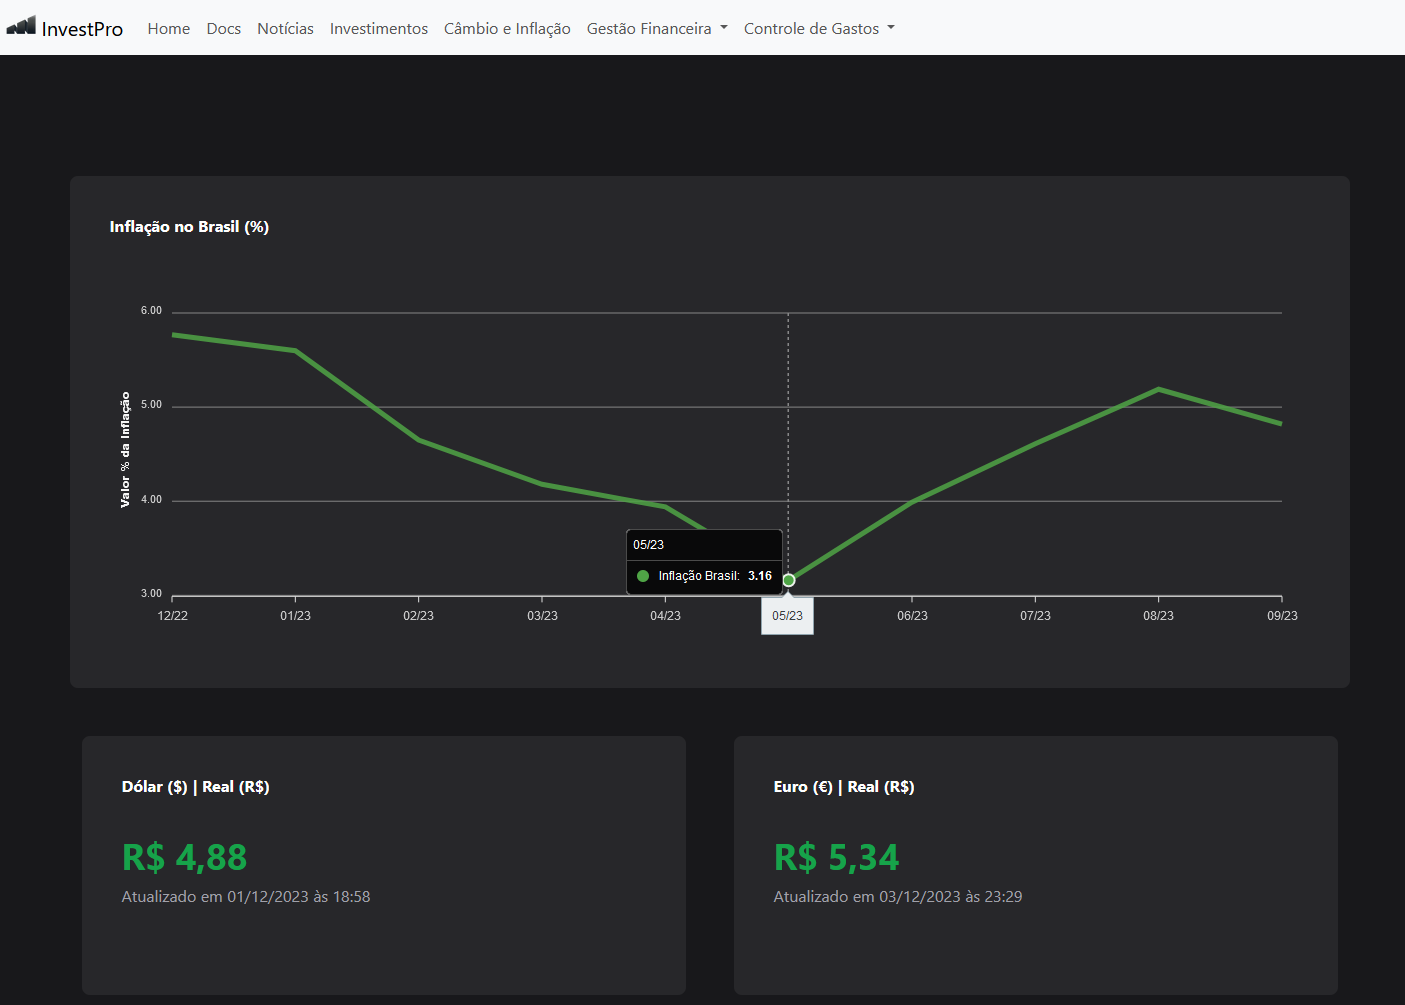 InvestPro Home Docs Notícias Investimentos Câmbio e Inflação Gestão Financeira Controle de Gastos
Inflação no Brasil (%)
Valor % da Inflação
6.00
5.00
4.00
3.00
05/23
Inflação Brasil: 3.16
12/22 01/23 02/23 03/23 04/23 05/23 06/23 07/23 08/23 09/23
Dólar ($) | Real (R$)
R$ 4,88
Atualizado em 01/12/2023 às 18:58
Euro (€) | Real (R$)
R$ 5,34
Atualizado em 03/12/2023 às 23:29